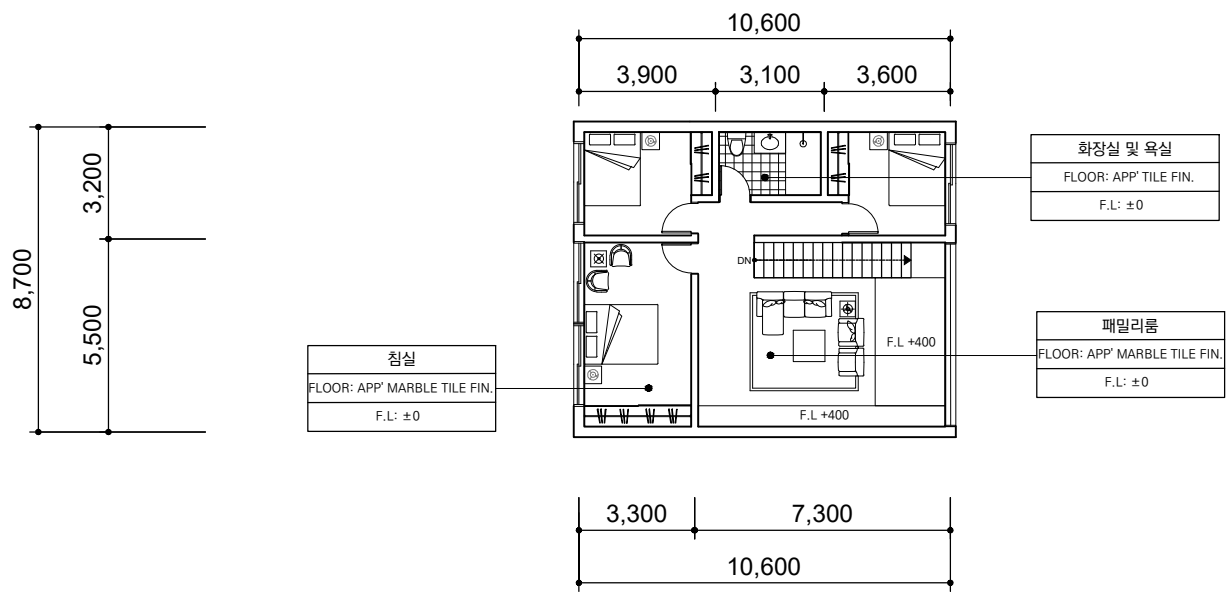 10,600
3,900
3,100
3,600
8,700
3,200
5,500
화장실 및 욕실
FLOOR: APP' TILE FIN.
F.L: ±0
DN
패밀리룸
FLOOR: APP' MARBLE TILE FIN.
F.L: ±0
F.L +400
침실
FLOOR: APP' MARBLE TILE FIN.
F.L: ±0
F.L +400
3,300
7,300
10,600